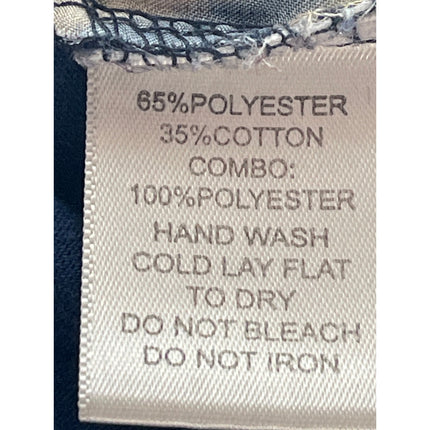 65%POLYESTER
35%COTTON
COMBO:
100%POLYESTER
HAND WASH
COLD LAY FLAT
TO DRY
DO NOT BLEACH
DO NOT IRON